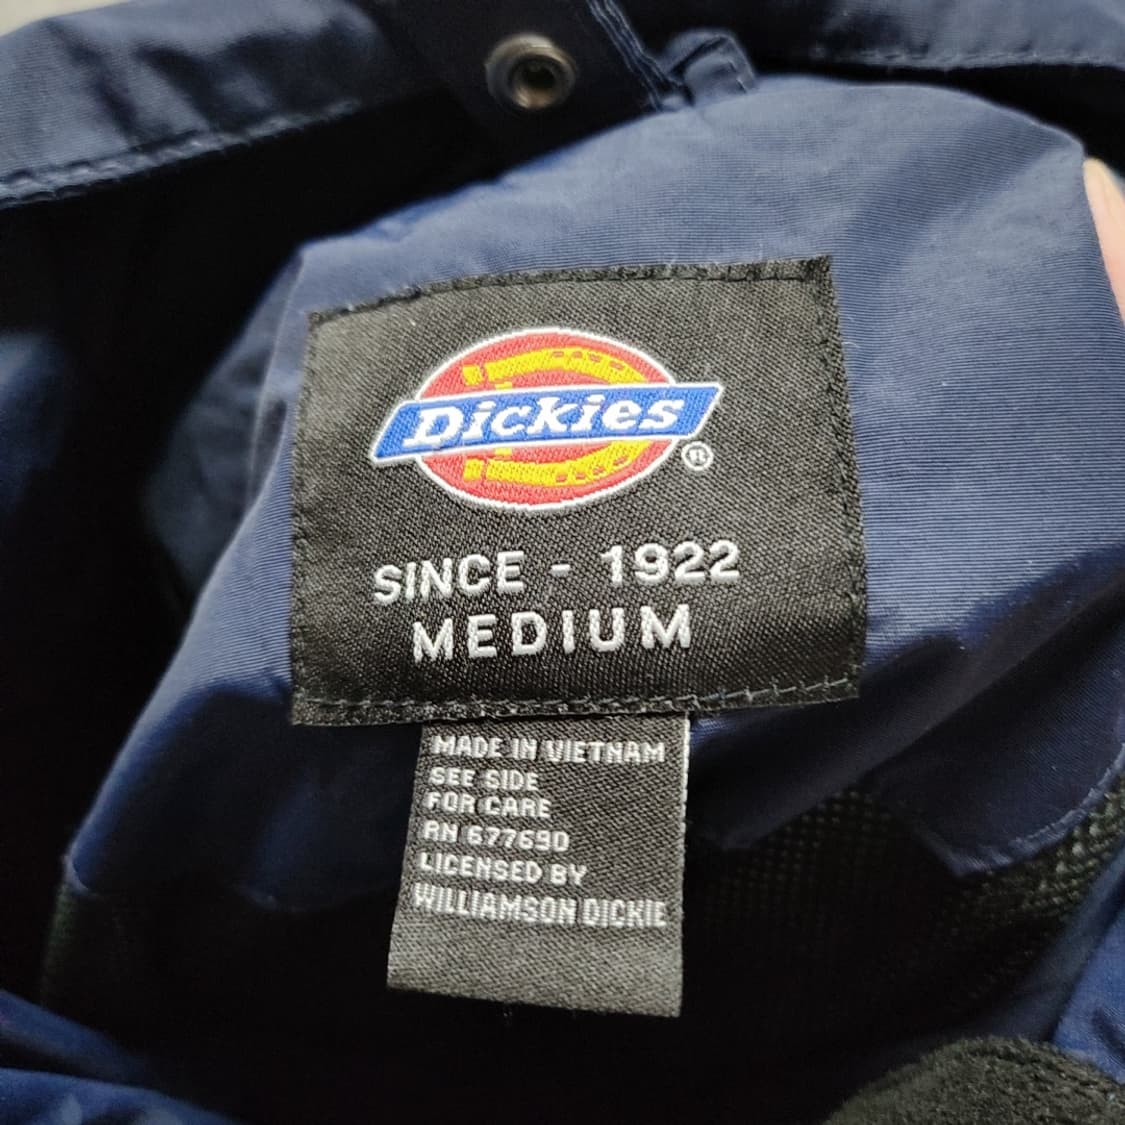 Dickies®
SINCE - 1922
MEDIUM
MADE IN VIETNAM
SEE SIDE
FOR CARE
RN 677690
LICENSED BY
WILLIAMSON DICKIE